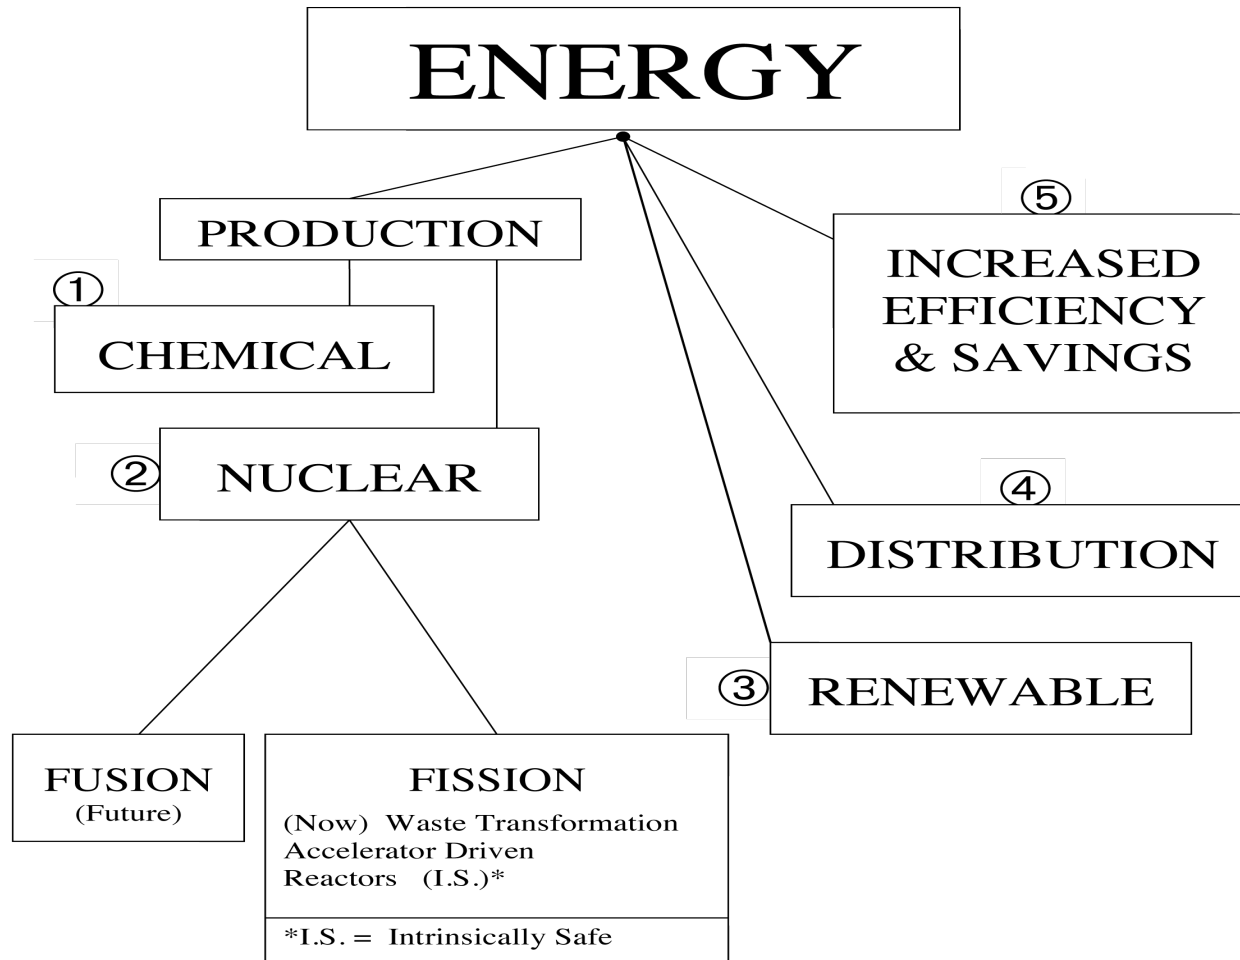 ENERGY
PRODUCTION
①
CHEMICAL
②
NUCLEAR
FUSION
(Future)
FISSION
(Now) Waste Transformation
Accelerator Driven
Reactors (I.S.)*
*I.S. = Intrinsically Safe
③
RENEWABLE
④
DISTRIBUTION
⑤
INCREASED
EFFICIENCY
& SAVINGS